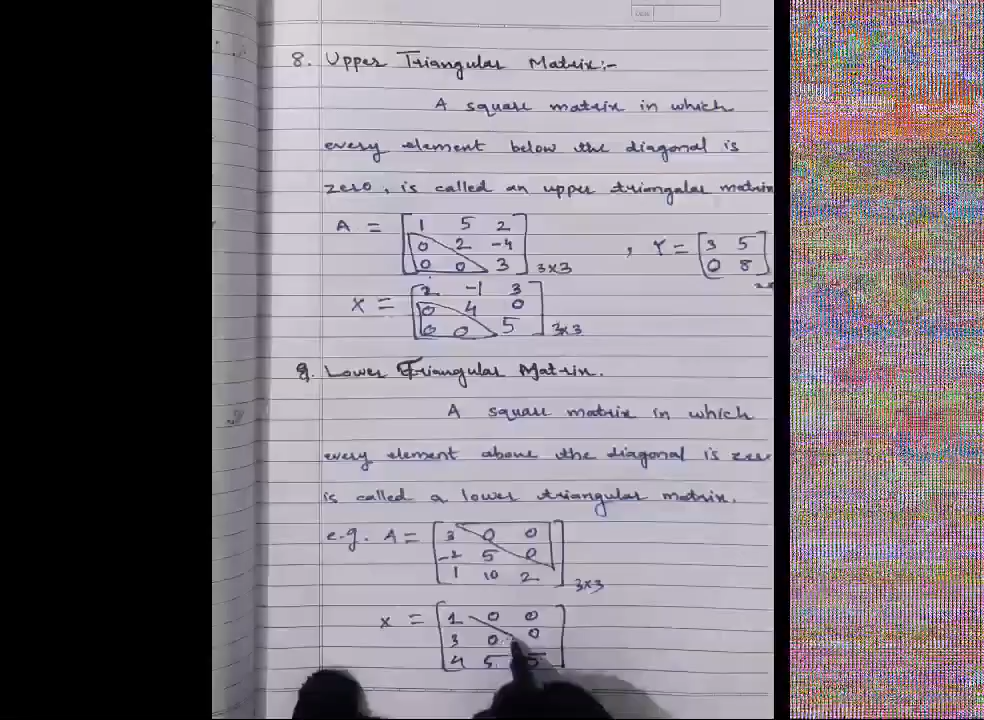 8. Upper Triangular Matrix:-
A square matrix in which
every element below the diagonal is
zero, is called an upper triangular matrix
A = [1 5 2
0 2 -4
0 0 3] 3x3 , Y = [3 5
0 8]
X = [2 -1 3
0 4 0
0 0 5] 3x3
9. Lower Triangular Matrix.
A square matrix in which
every element above the diagonal is zero
is called a lower triangular matrix.
e.g. A = [3 0 0
-2 5 0
1 10 2] 3x3
X = [1 0 0
3 0 0
4 5 5]